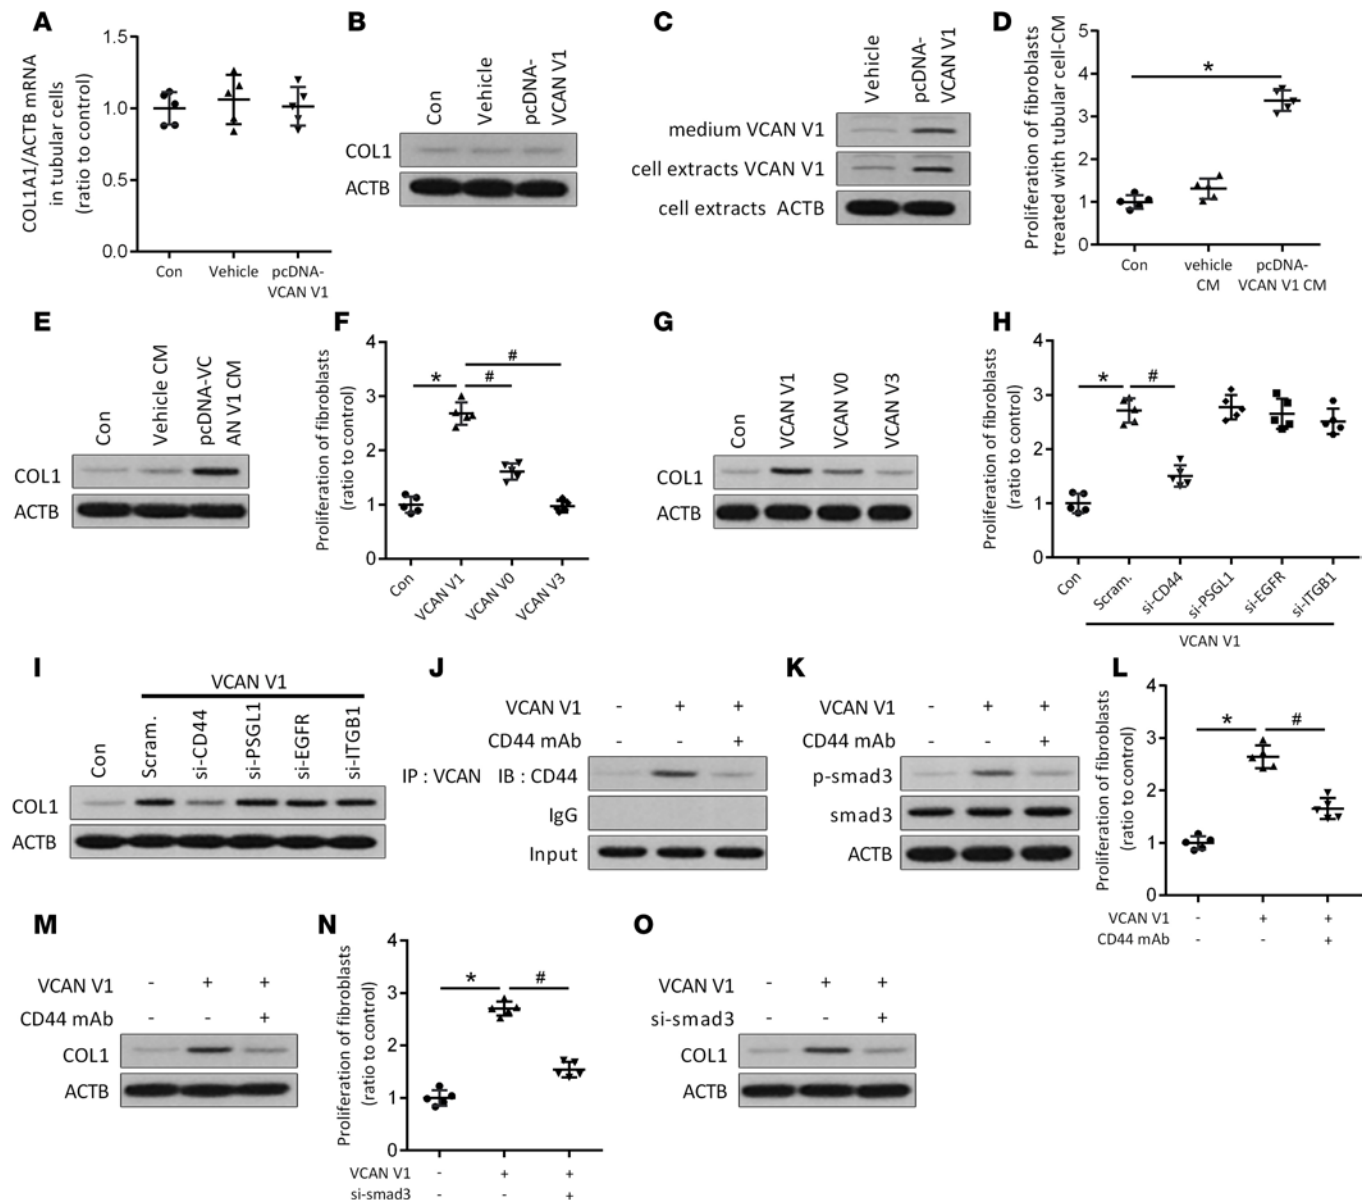 A
COL1A1/ACTB mRNA
in tubular cells
(ratio to control)
1.5
1.0
0.5
0.0
Con
Vehicle
pcDNA-
VCAN V1
B
Con
Vehicle
pcDNA-
VCAN V1
COL1
ACTB
C
Vehicle
pcDNA-
VCAN V1
medium VCAN V1
cell extracts VCAN V1
cell extracts ACTB
D
Proliferation of fibroblasts
treated with tubular cell-CM
5
4
3
2
1
0
*
Con
vehicle
CM
pcDNA-
VCAN V1 CM
E
Con
Vehicle CM
pcDNA-VC
AN V1 CM
COL1
ACTB
F
Proliferation of fibroblasts
(ratio to control)
4
3
2
1
0
*
#
#
Con
VCAN V1
VCAN V0
VCAN V3
G
Con
VCAN V1
VCAN V0
VCAN V3
COL1
ACTB
H
Proliferation of fibroblasts
(ratio to control)
4
3
2
1
0
*
#
Con
Scram.
si-CD44
si-PSGL1
si-EGFR
si-ITGB1
VCAN V1
I
VCAN V1
Con
Scram.
si-CD44
si-PSGL1
si-EGFR
si-ITGB1
COL1
ACTB
J
VCAN V1 - + +
CD44 mAb - - +
IP : VCAN IB : CD44
IgG
Input
K
VCAN V1 - + +
CD44 mAb - - +
p-smad3
smad3
ACTB
L
Proliferation of fibroblasts
(ratio to control)
4
3
2
1
0
*
#
VCAN V1 - + +
CD44 mAb - - +
M
VCAN V1 - + +
CD44 mAb - - +
COL1
ACTB
N
Proliferation of fibroblasts
(ratio to control)
4
3
2
1
0
*
#
VCAN V1 - + +
si-smad3 - - +
O
VCAN V1 - + +
si-smad3 - - +
COL1
ACTB